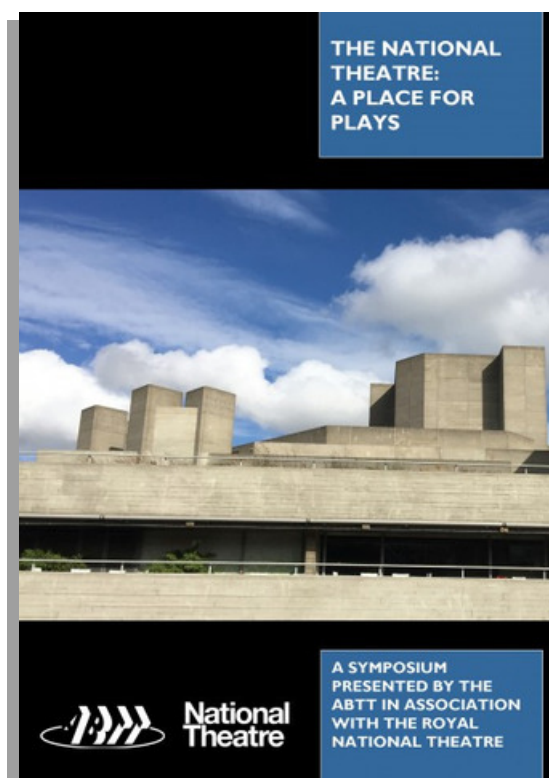 THE NATIONAL
THEATRE:
A PLACE FOR
PLAYS
ABTT
National
Theatre
A SYMPOSIUM
PRESENTED BY THE
ABTT IN ASSOCIATION
WITH THE ROYAL
NATIONAL THEATRE